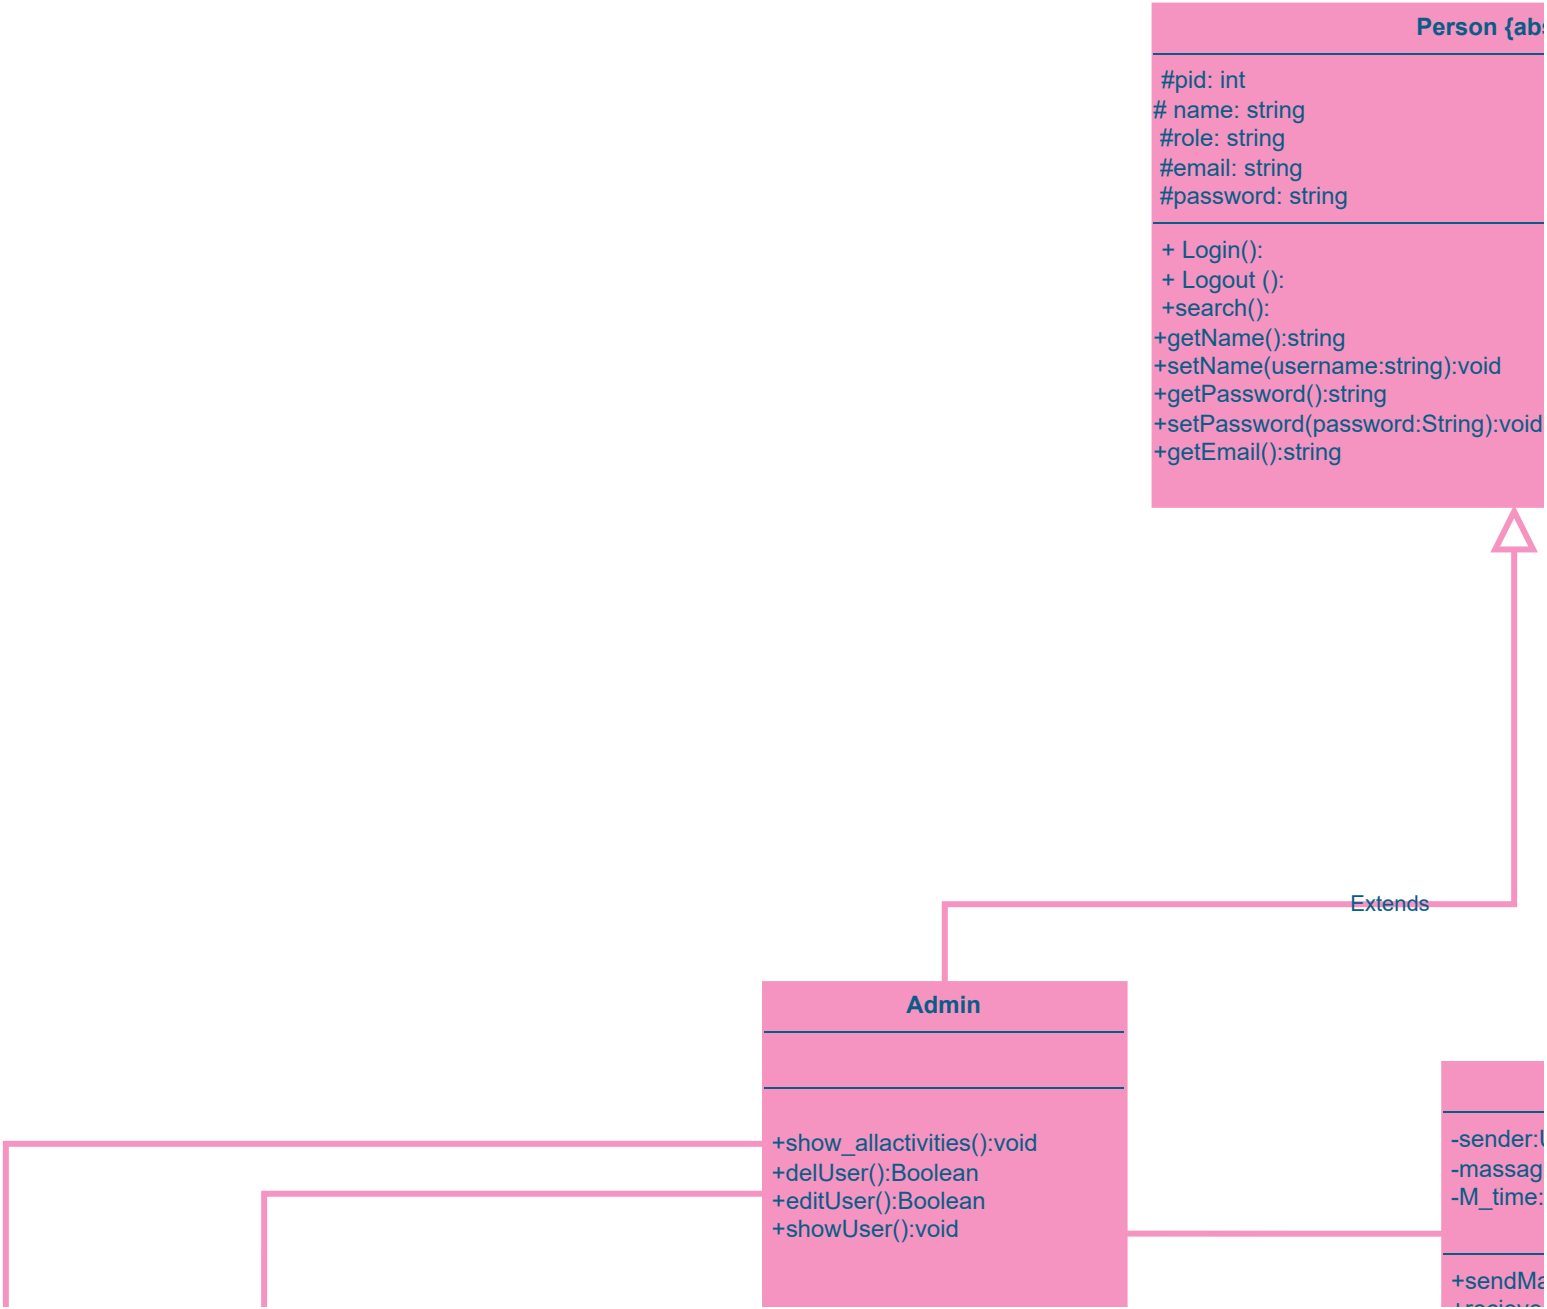 Person {abs
#pid: int
# name: string
#role: string
#email: string
#password: string
+ Login():
+ Logout ():
+search():
+getName():string
+setName(username:string):void
+getPassword():string
+setPassword(password:String):void
+getEmail():string
Extends
Admin
+show_allactivities():void
+delUser():Boolean
+editUser():Boolean
+showUser():void
-sender:U
-massag
-M_time:
+sendMa